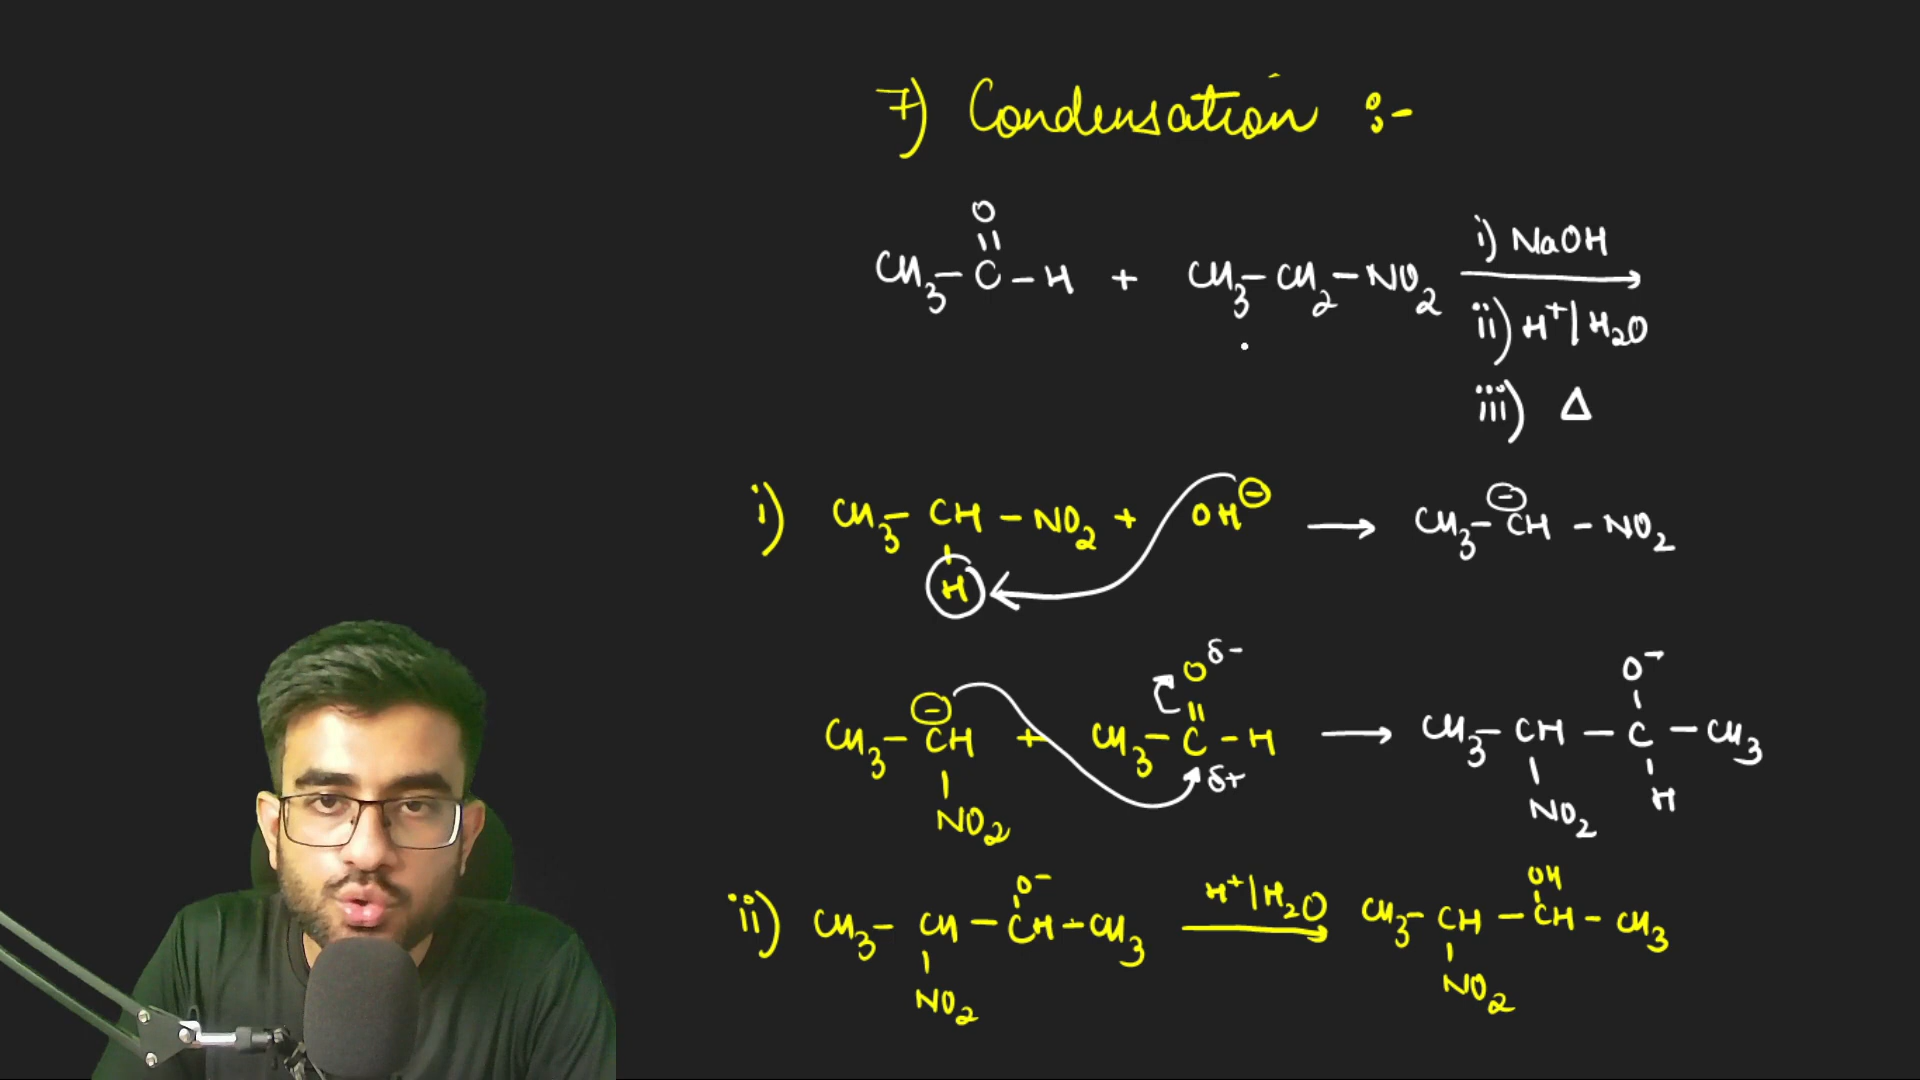 7) Condensation :-
O
||
CH3 – C – H + CH3 – CH2 – NO2 i) NaOH
ii) H+ | H2O
iii) Δ
i) CH3 – CH – NO2 + OH ⊖ → CH3 – CH – NO2
⊖
H
O δ-
||
CH3 – CH + CH3 – C – H → CH3 – CH – C – CH3
⊖ δ+ O-
NO2 NO2 H
ii) CH3 – CH – CH – CH3 H+ | H2O → CH3 – CH – CH – CH3
O- OH
NO2 NO2